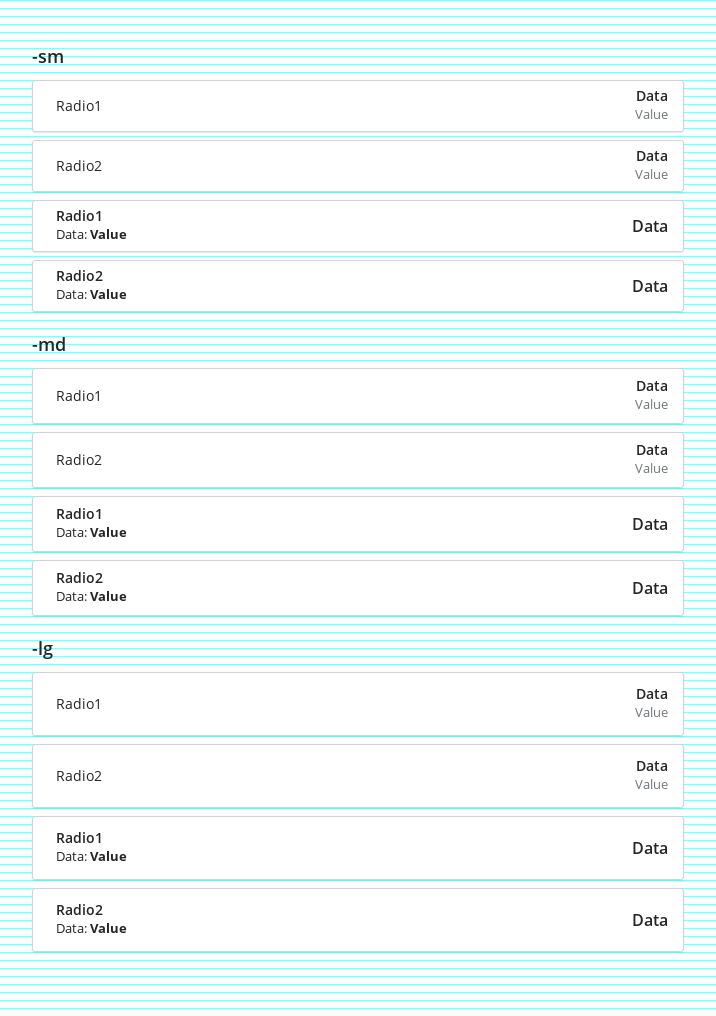 -sm
Radio1
Data
Value
Radio2
Data
Value
Radio1
Data: Value
Data
Radio2
Data: Value
Data
-md
Radio1
Data
Value
Radio2
Data
Value
Radio1
Data: Value
Data
Radio2
Data: Value
Data
-lg
Radio1
Data
Value
Radio2
Data
Value
Radio1
Data: Value
Data
Radio2
Data: Value
Data